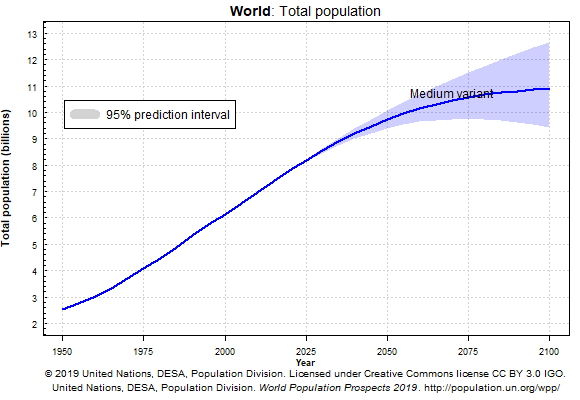 World: Total population
13
12
11
10
9
8
7
6
5
4
3
2
Total population (billions)
Medium variant
95% prediction interval
1950 1975 2000 2025 2050 2075 2100
Year
© 2019 United Nations, DESA, Population Division. Licensed under Creative Commons license CC BY 3.0 IGO.
United Nations, DESA, Population Division. World Population Prospects 2019. http://population.un.org/wpp/